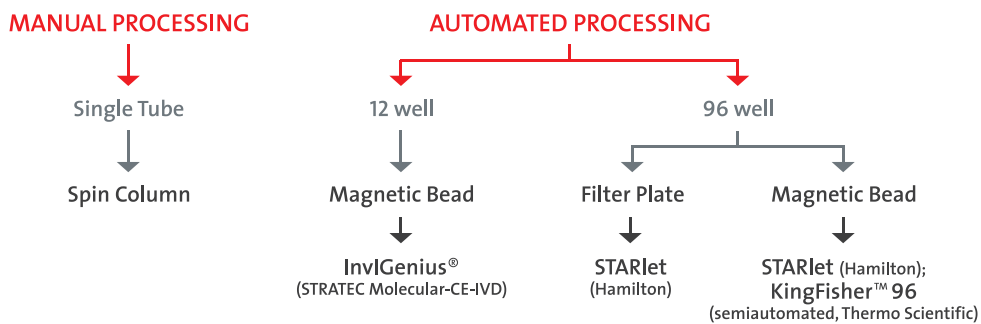 MANUAL PROCESSING
AUTOMATED PROCESSING
Single Tube
12 well
96 well
Spin Column
Magnetic Bead
Filter Plate
Magnetic Bead
InvIGenius®
(STRATEC Molecular-CE-IVD)
STARlet
(Hamilton)
STARlet (Hamilton);
KingFisher™ 96
(semiautomated, Thermo Scientific)